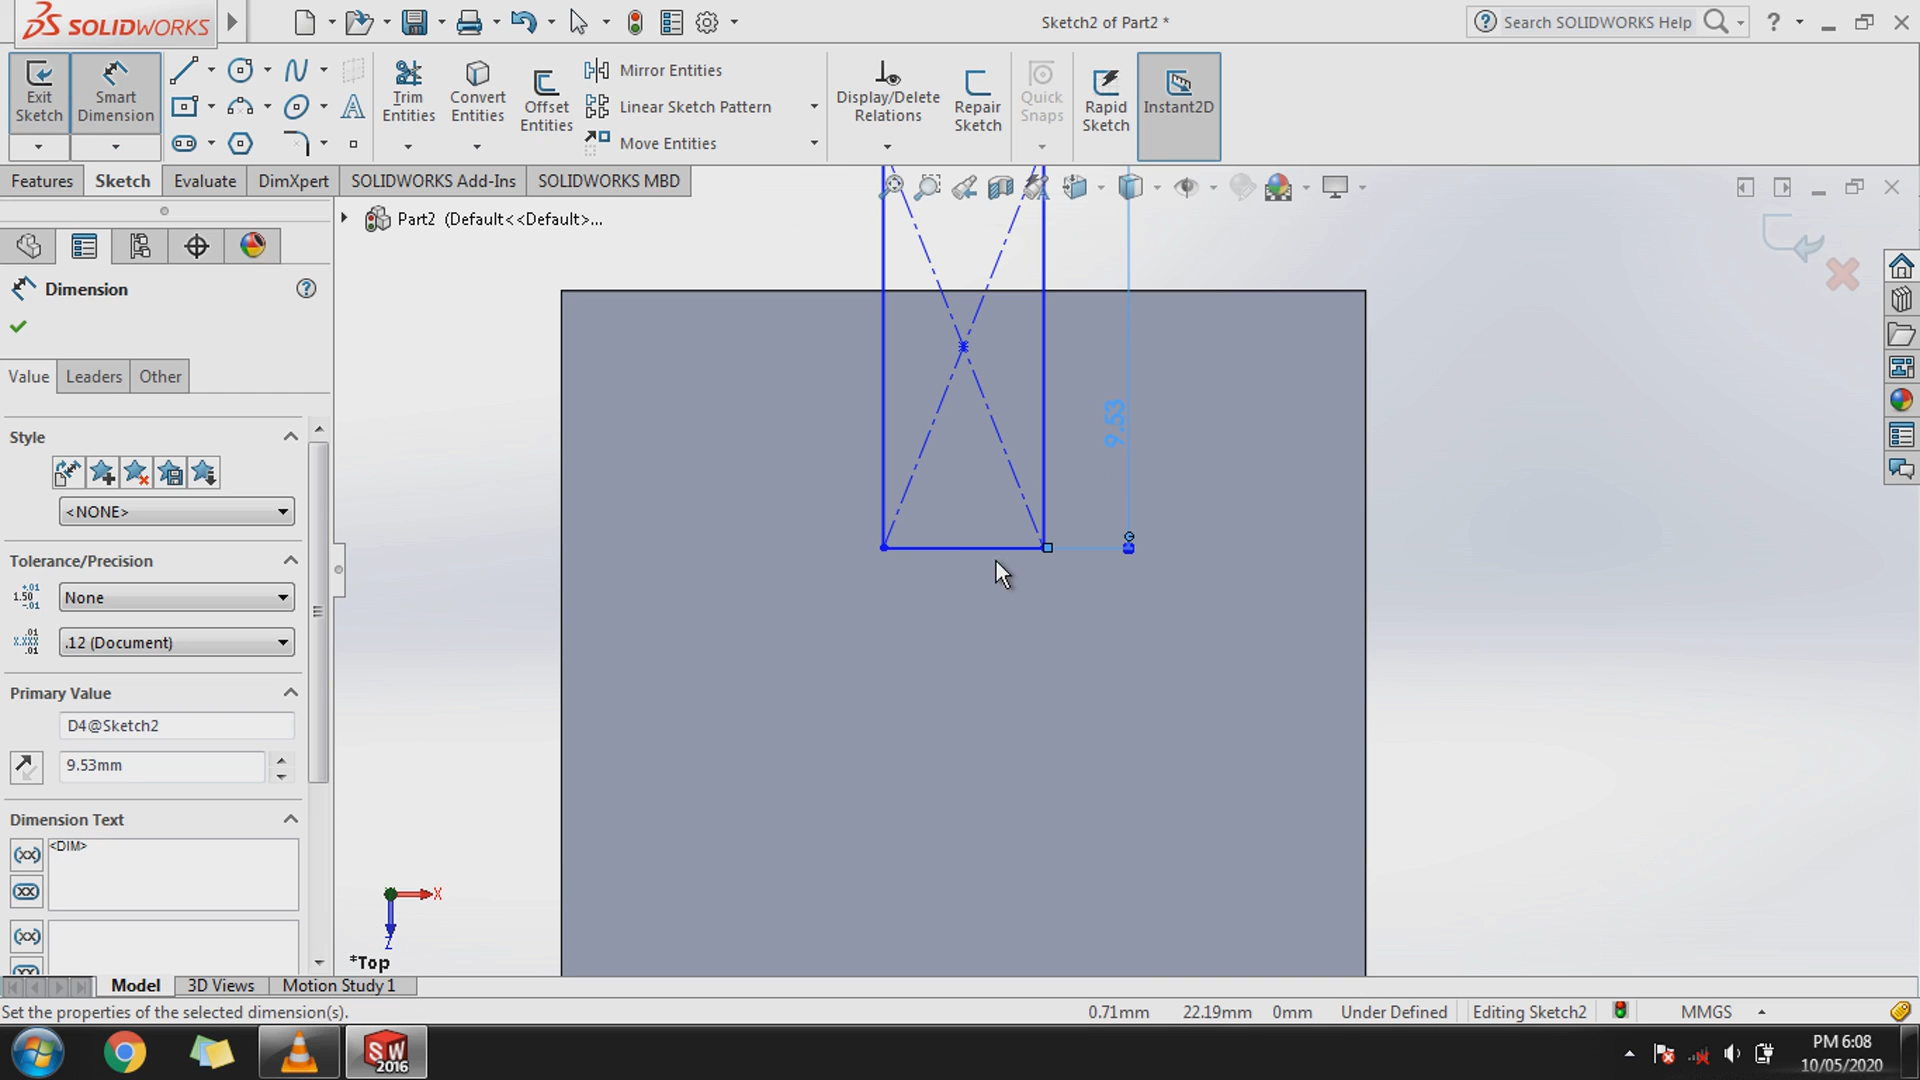 SOLIDWORKS
Sketch2 of Part2 *
Search SOLIDWORKS Help
Exit Sketch
Smart Dimension
Trim Entities
Convert Entities
Offset Entities
Mirror Entities
Linear Sketch Pattern
Move Entities
Display/Delete Relations
Repair Sketch
Quick Snaps
Rapid Sketch
Instant2D
Features
Sketch
Evaluate
DimXpert
SOLIDWORKS Add-Ins
SOLIDWORKS MBD
Part2 (Default<<Default>...
Dimension
Value
Leaders
Other
Style
<NONE>
Tolerance/Precision
None
.12 (Document)
Primary Value
D4@Sketch2
9.53mm
Dimension Text
<DIM>
9.53
X
Z
*Top
Model
3D Views
Motion Study 1
Set the properties of the selected dimension(s).
0.71mm
22.19mm
0mm
Under Defined
Editing Sketch2
MMGS
SW
2016
PM 6:08
10/05/2020